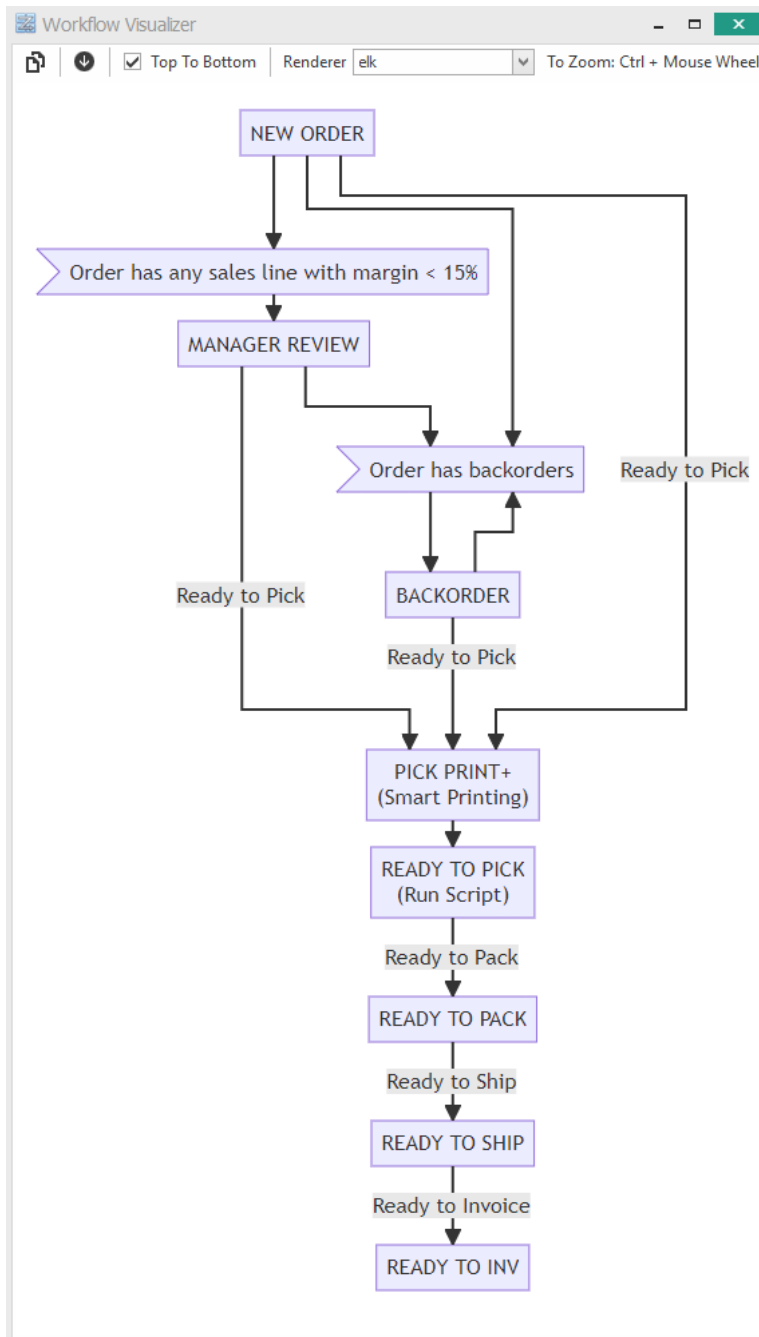 Workflow Visualizer
Top To Bottom
Renderer
elk
To Zoom: Ctrl + Mouse Wheel
NEW ORDER
Order has any sales line with margin < 15%
MANAGER REVIEW
Order has backorders
Ready to Pick
Ready to Pick
BACKORDER
Ready to Pick
PICK PRINT+
(Smart Printing)
READY TO PICK
(Run Script)
Ready to Pack
READY TO PACK
Ready to Ship
READY TO SHIP
Ready to Invoice
READY TO INV